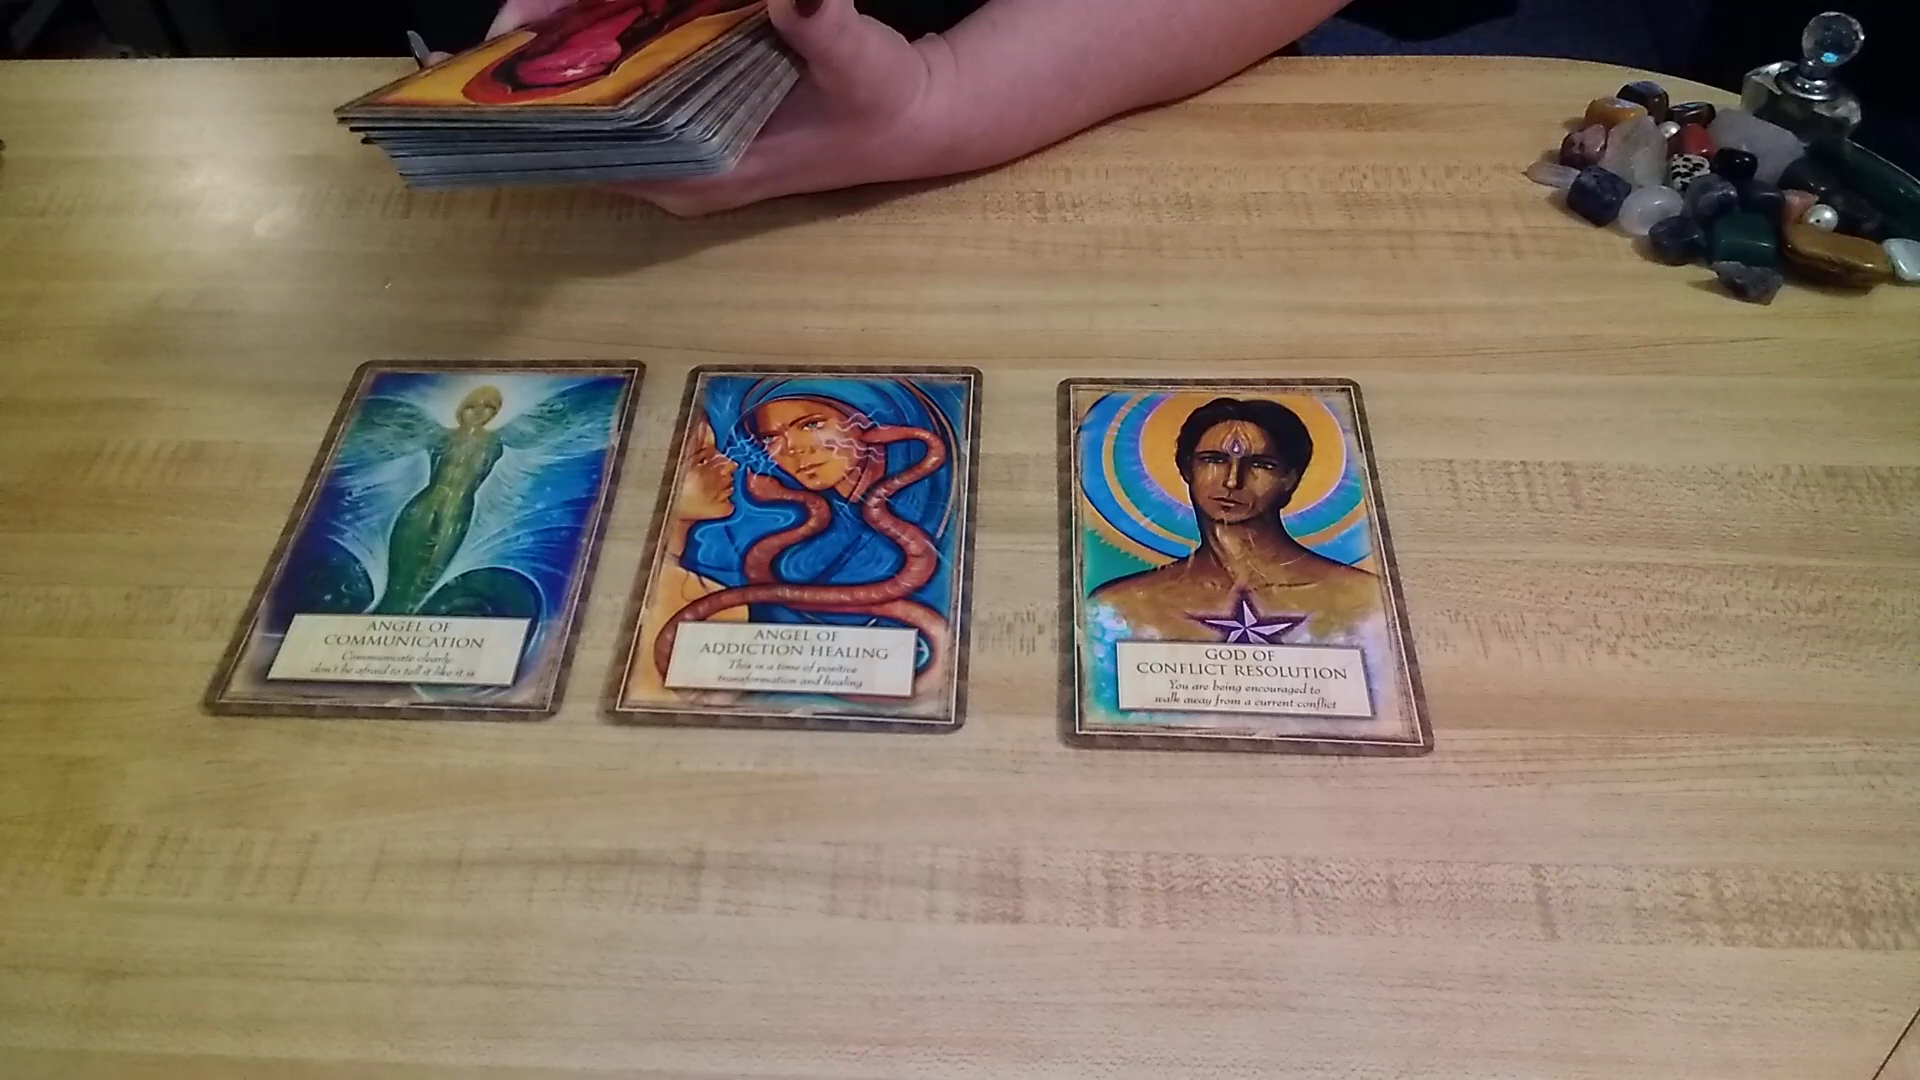 ANGEL OF
COMMUNICATION
Communicate clearly:
don't be afraid to tell it like it is
ANGEL OF
ADDICTION HEALING
This is a time of positive
transformation and healing
GOD OF
CONFLICT RESOLUTION
You are being encouraged to
walk away from a current conflict